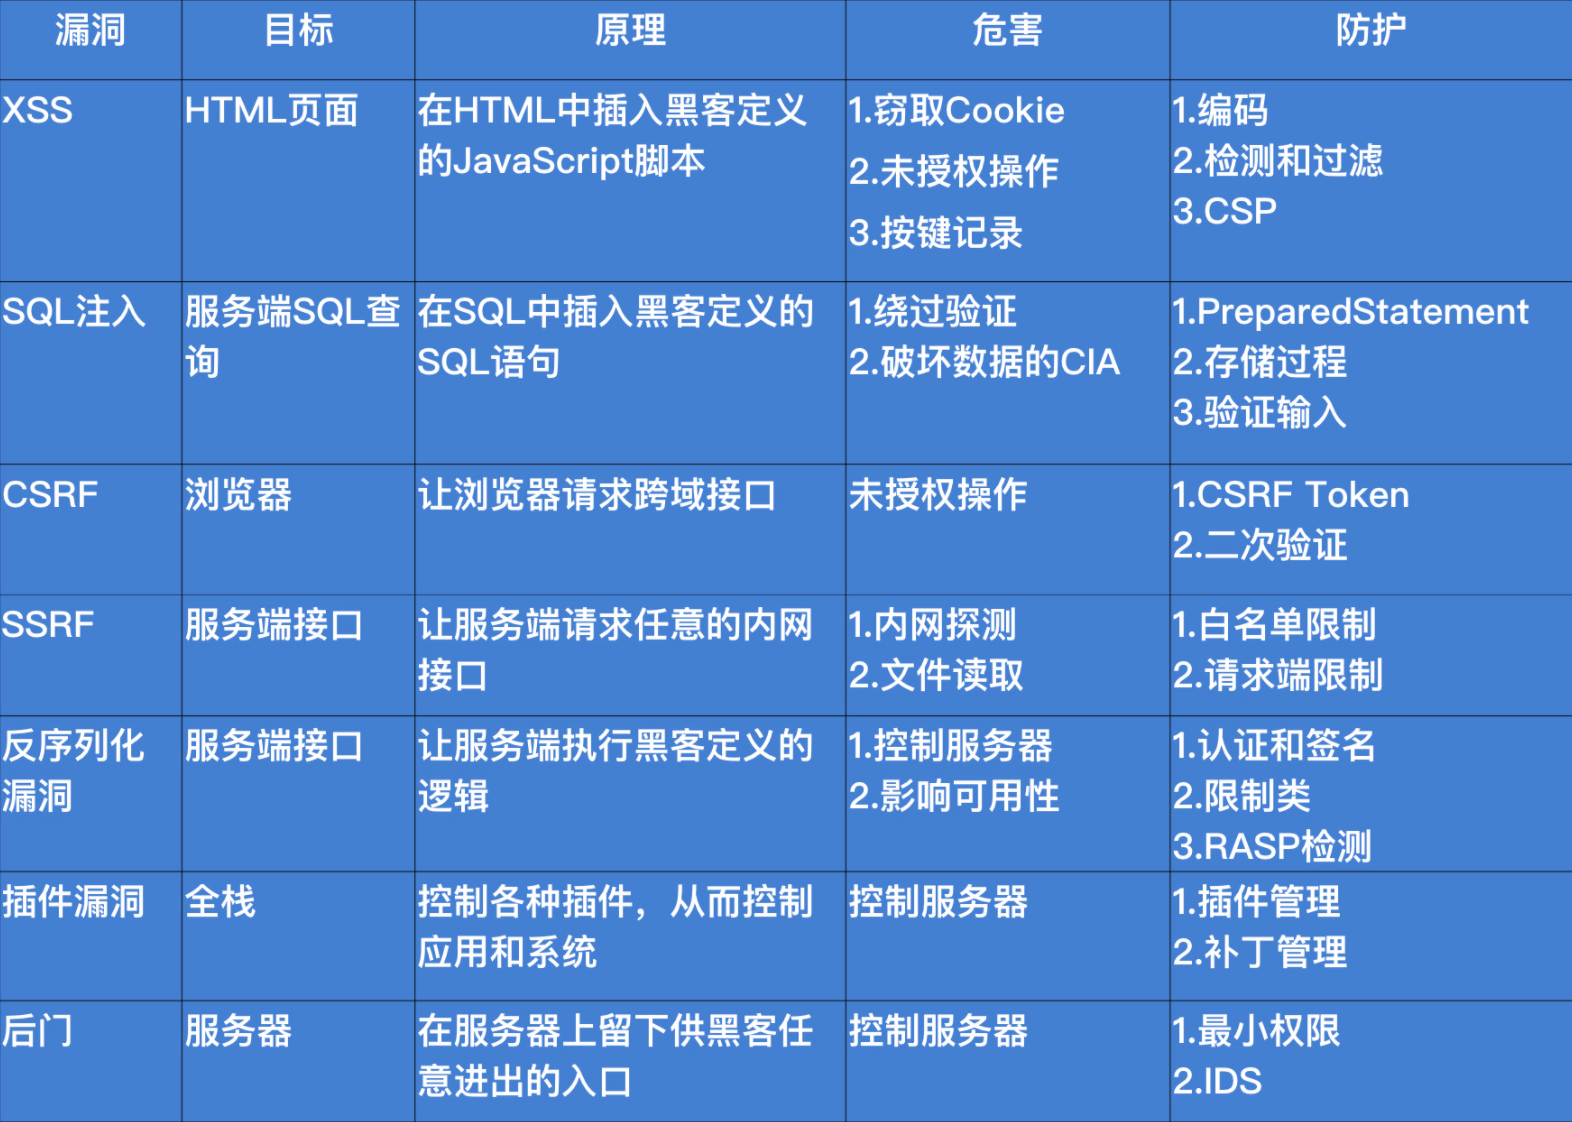 漏洞 目标 原理 危害 防护
XSS
HTML页面
在HTML中插入黑客定义
的JavaScript脚本
1.窃取Cookie
2.未授权操作
3.按键记录
1.编码
2.检测和过滤
3.CSP
SQL注入
服务端SQL查
询
在SQL中插入黑客定义的
SQL语句
1.绕过验证
2.破坏数据的CIA
1.PreparedStatement
2.存储过程
3.验证输入
CSRF
浏览器
让浏览器请求跨域接口
未授权操作
1.CSRF Token
2.二次验证
SSRF
服务端接口
让服务端请求任意的内网
接口
1.内网探测
2.文件读取
1.白名单限制
2.请求端限制
反序列化
漏洞
服务端接口
让服务端执行黑客定义的
逻辑
1.控制服务器
2.影响可用性
1.认证和签名
2.限制类
3.RASP检测
插件漏洞
全栈
控制各种插件，从而控制
应用和系统
控制服务器
1.插件管理
2.补丁管理
后门
服务器
在服务器上留下供黑客任
意进出的入口
控制服务器
1.最小权限
2.IDS